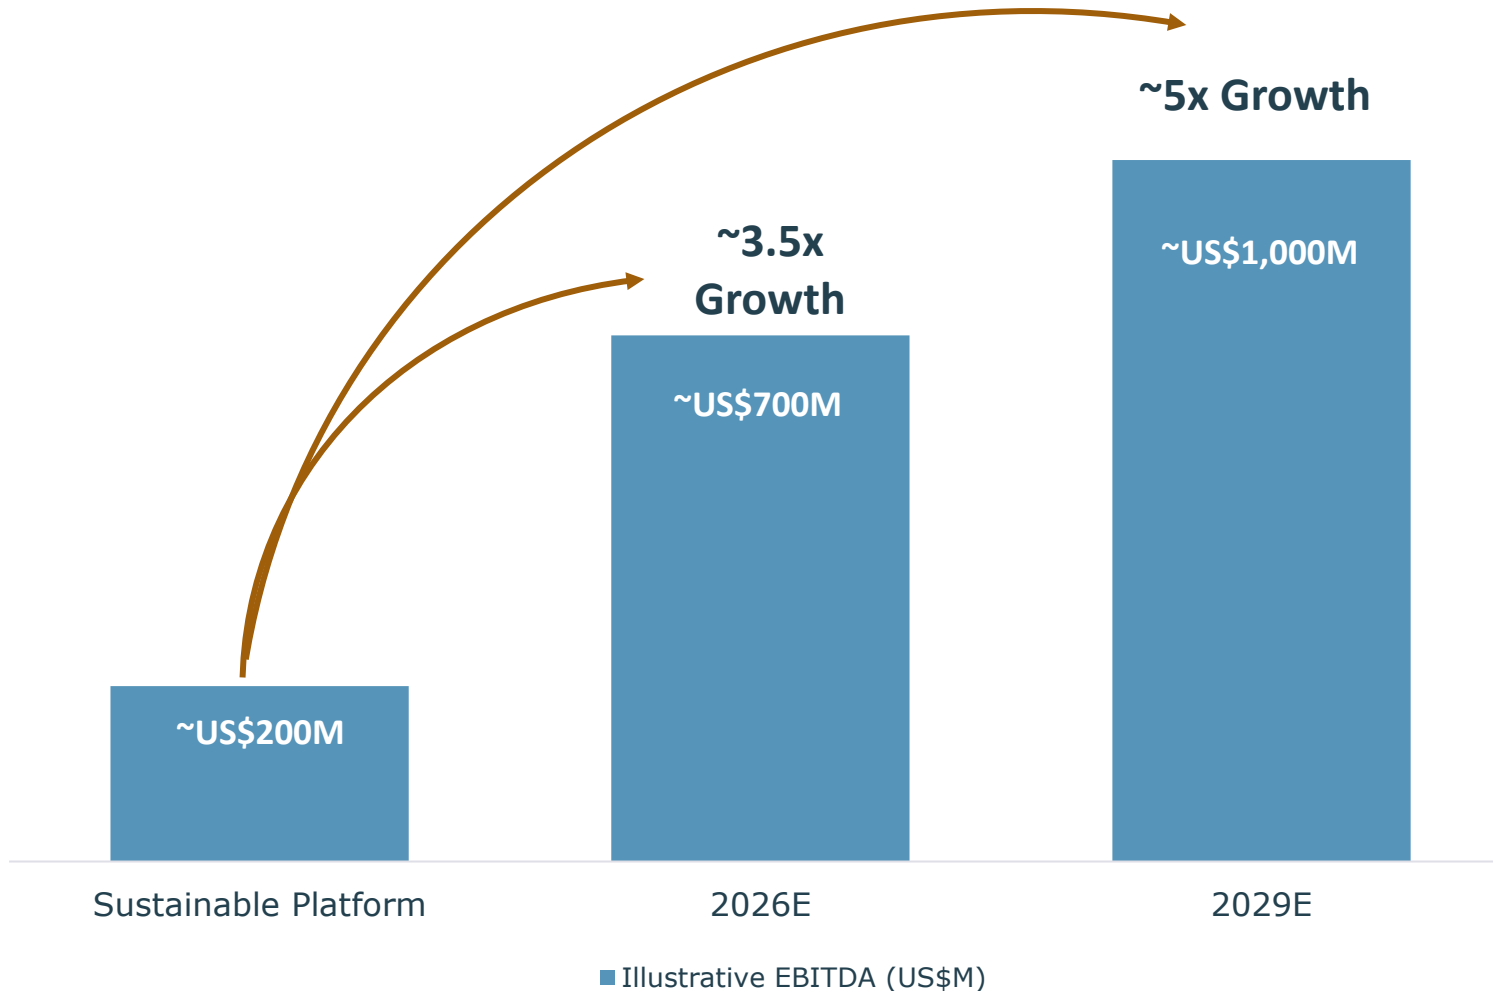 ~5x Growth
~3.5x
Growth
~US$1,000M
~US$700M
~US$200M
Sustainable Platform
2026E
2029E
Illustrative EBITDA (US$M)